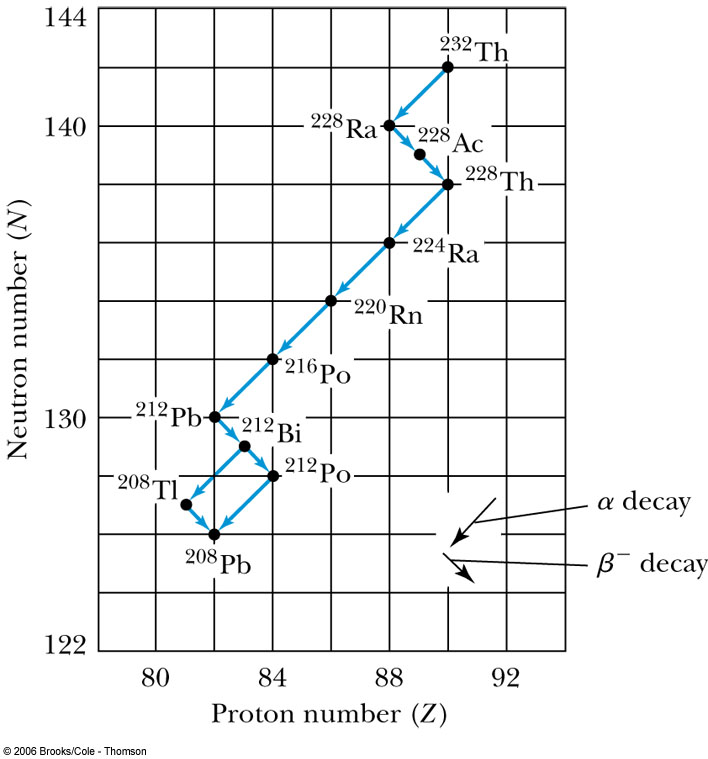 144
²³²Th
140
²²⁸Ra
²²⁸Ac
²²⁸Th
²²⁴Ra
²²⁰Rn
²¹⁶Po
²¹²Pb
130
²¹²Bi
²¹²Po
²⁰⁸Tl
²⁰⁸Pb
α decay
β⁻ decay
122
Neutron number (N)
80 84 88 92
Proton number (Z)
© 2006 Brooks/Cole - Thomson